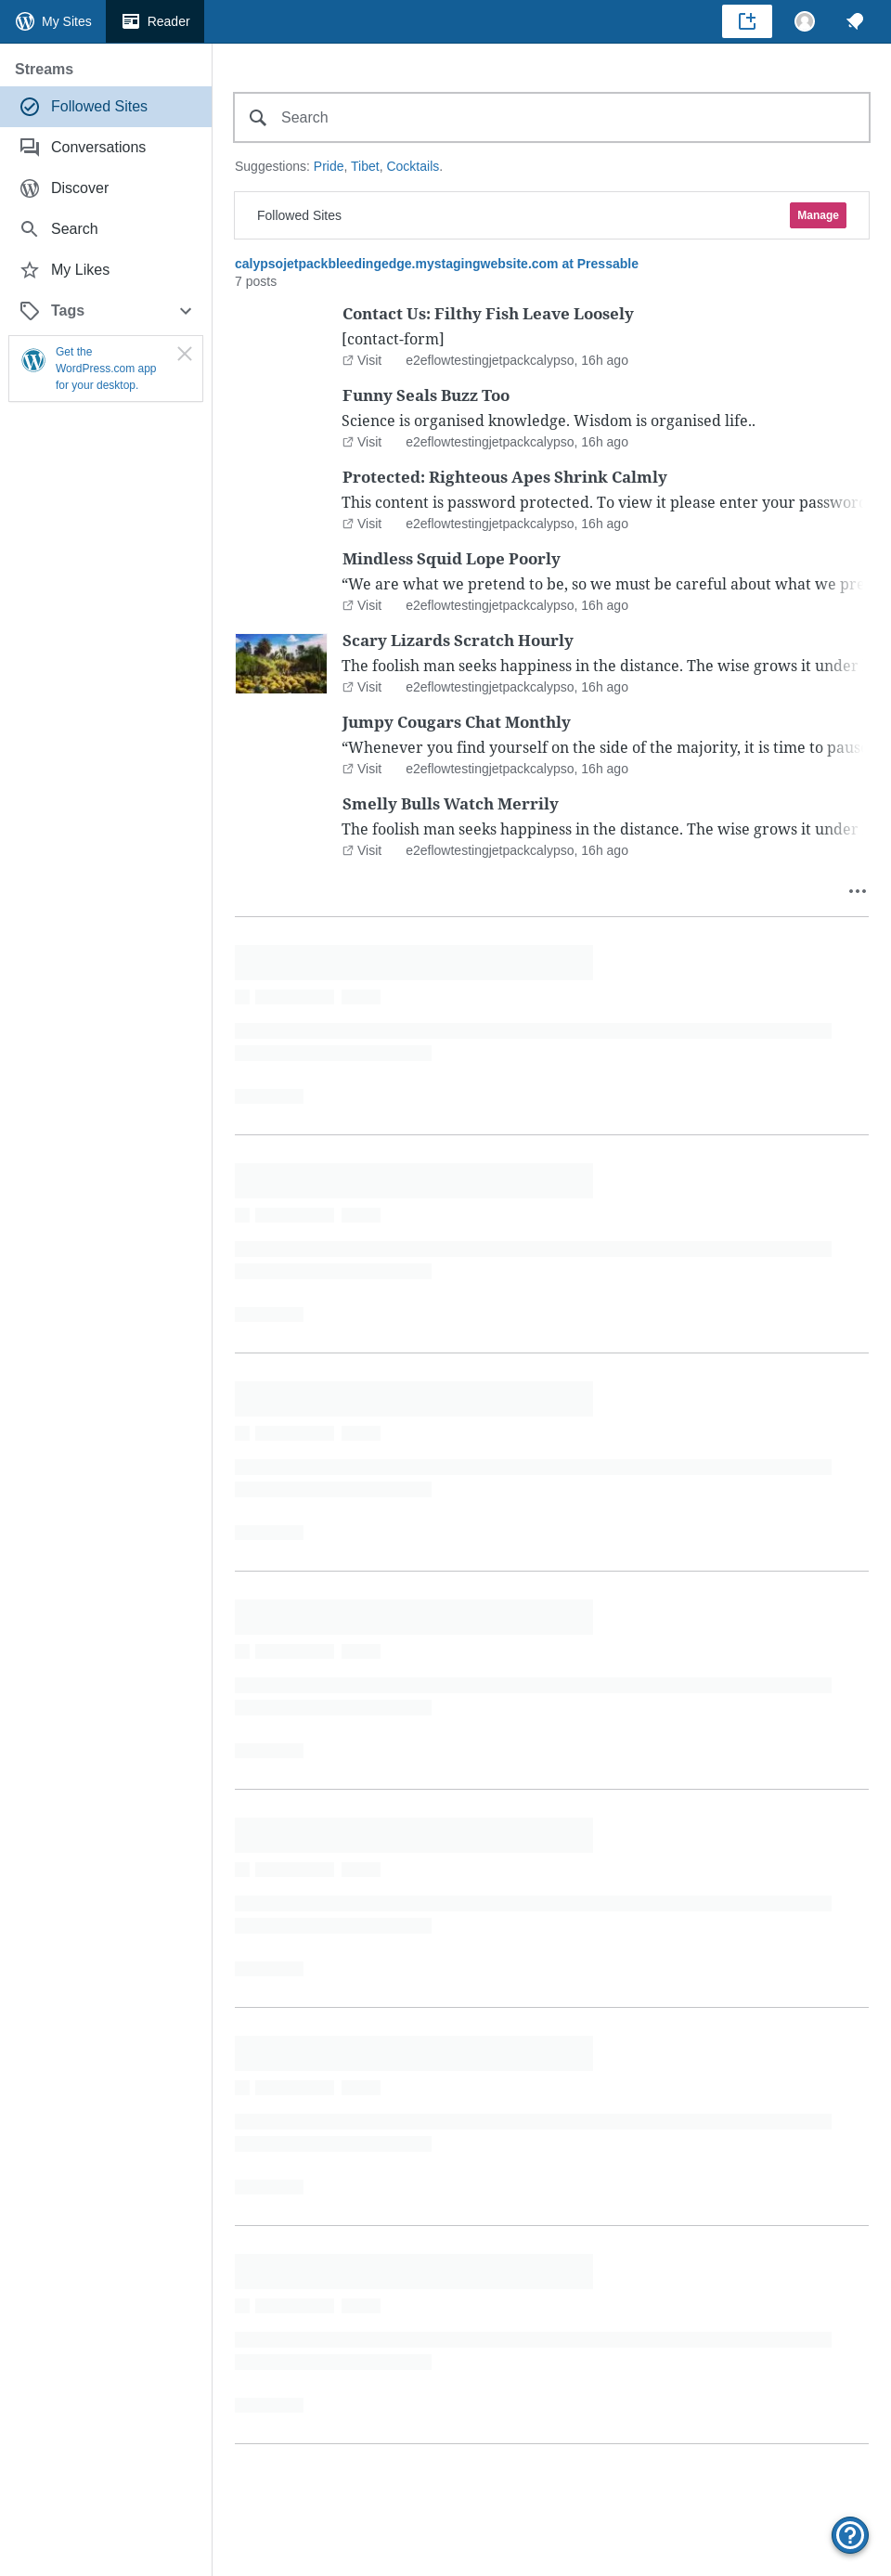 My Sites
Reader
Streams
Followed Sites
Conversations
Discover
Search
My Likes
Tags
Get the
WordPress.com app
for your desktop.
Search
Suggestions: Pride, Tibet, Cocktails.
Followed Sites
Manage
calypsojetpackbleedingedge.mystagingwebsite.com at Pressable
7 posts
Contact Us: Filthy Fish Leave Loosely
[contact-form]
Visit e2eflowtestingjetpackcalypso, 16h ago
Funny Seals Buzz Too
Science is organised knowledge. Wisdom is organised life..
Visit e2eflowtestingjetpackcalypso, 16h ago
Protected: Righteous Apes Shrink Calmly
This content is password protected. To view it please enter your password
Visit e2eflowtestingjetpackcalypso, 16h ago
Mindless Squid Lope Poorly
“We are what we pretend to be, so we must be careful about what we pre
Visit e2eflowtestingjetpackcalypso, 16h ago
Scary Lizards Scratch Hourly
The foolish man seeks happiness in the distance. The wise grows it under
Visit e2eflowtestingjetpackcalypso, 16h ago
Jumpy Cougars Chat Monthly
“Whenever you find yourself on the side of the majority, it is time to paus
Visit e2eflowtestingjetpackcalypso, 16h ago
Smelly Bulls Watch Merrily
The foolish man seeks happiness in the distance. The wise grows it under
Visit e2eflowtestingjetpackcalypso, 16h ago